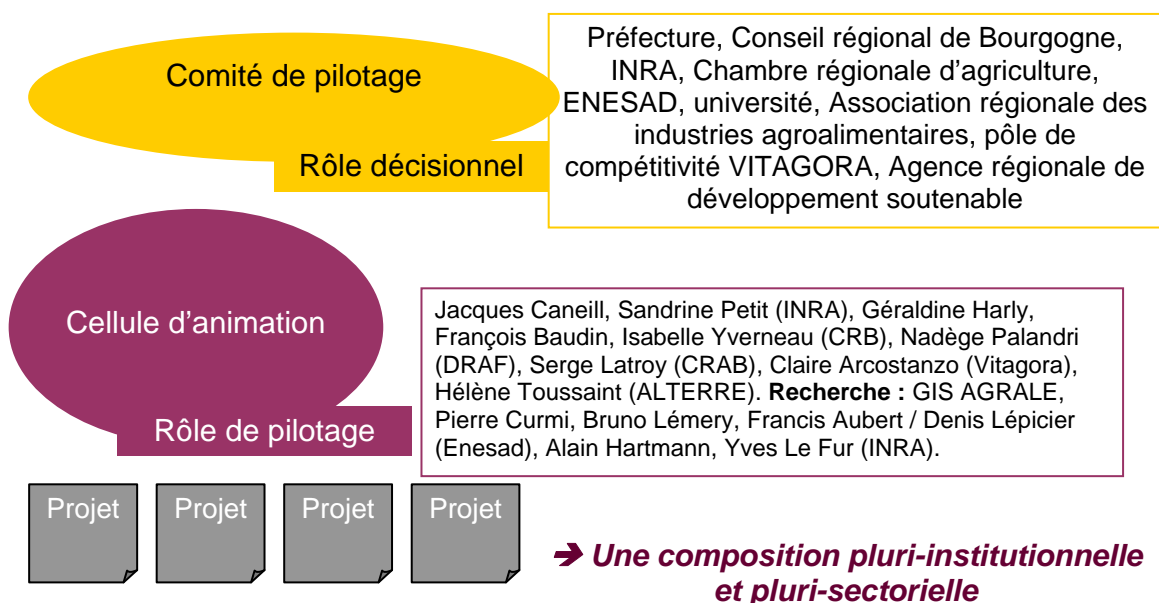 Comité de pilotage
Rôle décisionnel
Préfecture, Conseil régional de Bourgogne,
INRA, Chambre régionale d'agriculture,
ENESAD, université, Association régionale des
industries agroalimentaires, pôle de
compétitivité VITAGORA, Agence régionale de
développement soutenable
Cellule d'animation
Rôle de pilotage
Jacques Caneill, Sandrine Petit (INRA), Géraldine Harly,
François Baudin, Isabelle Yverneau (CRB), Nadège Palandri
(DRAF), Serge Latroy (CRAB), Claire Arcostanzo (Vitagora),
Hélène Toussaint (ALTERRE). Recherche : GIS AGRALE,
Pierre Curmi, Bruno Lémery, Francis Aubert / Denis Lépicier
(Enesad), Alain Hartmann, Yves Le Fur (INRA).
Projet
Projet
Projet
Projet
➔ Une composition pluri-institutionnelle
et pluri-sectorielle